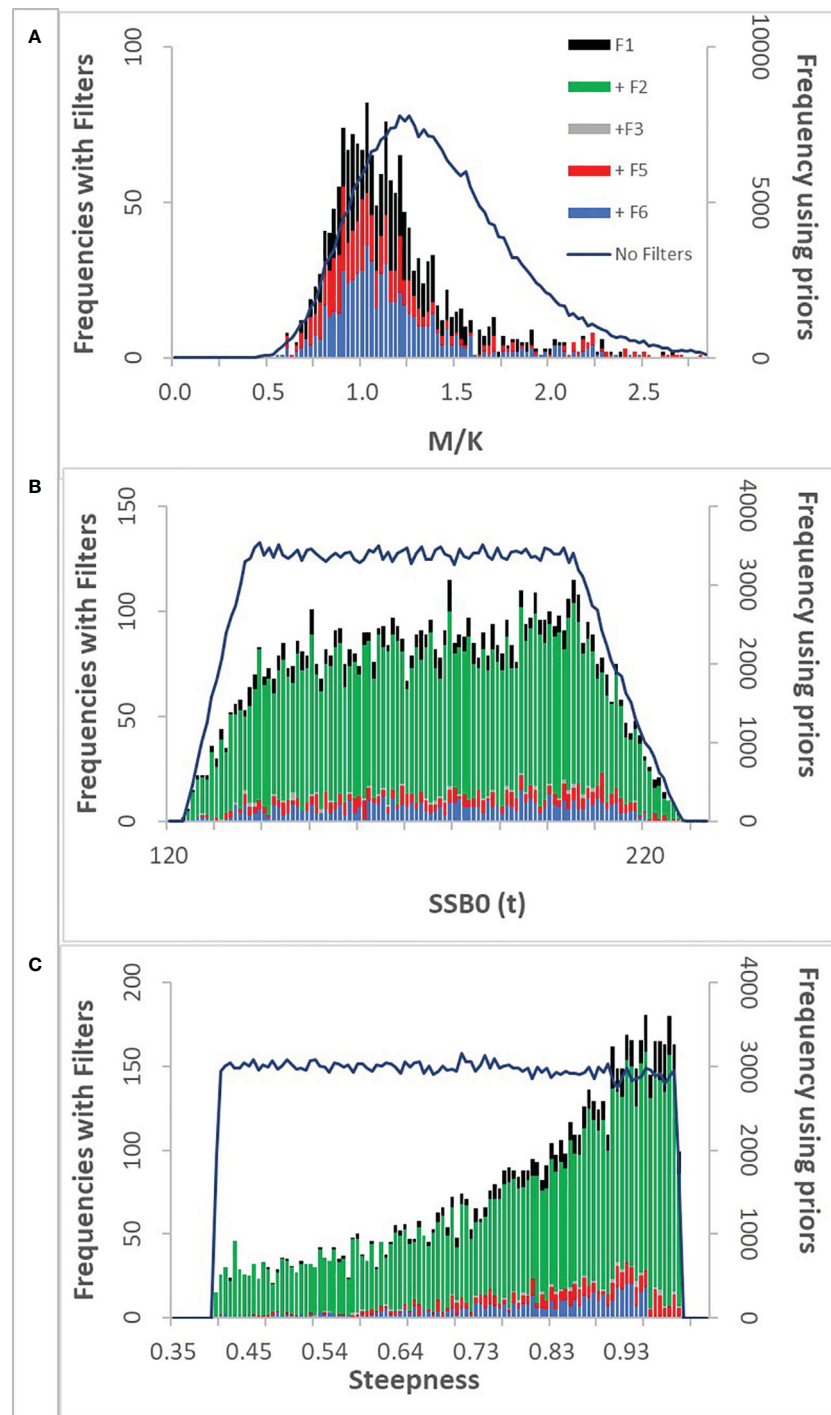 A
Frequencies with Filters
100
50
0
F1
+ F2
+F3
+ F5
+ F6
No Filters
10000
5000
0
Frequency using priors
0.0 0.5 1.0 1.5 2.0 2.5
M/K
B
Frequencies with Filters
150
100
50
0
4000
3000
2000
1000
0
Frequency using priors
120 220
SSB0 (t)
C
Frequencies with Filters
200
150
100
50
0
4000
3000
2000
1000
0
Frequency using priors
0.35 0.45 0.54 0.64 0.73 0.83 0.93
Steepness